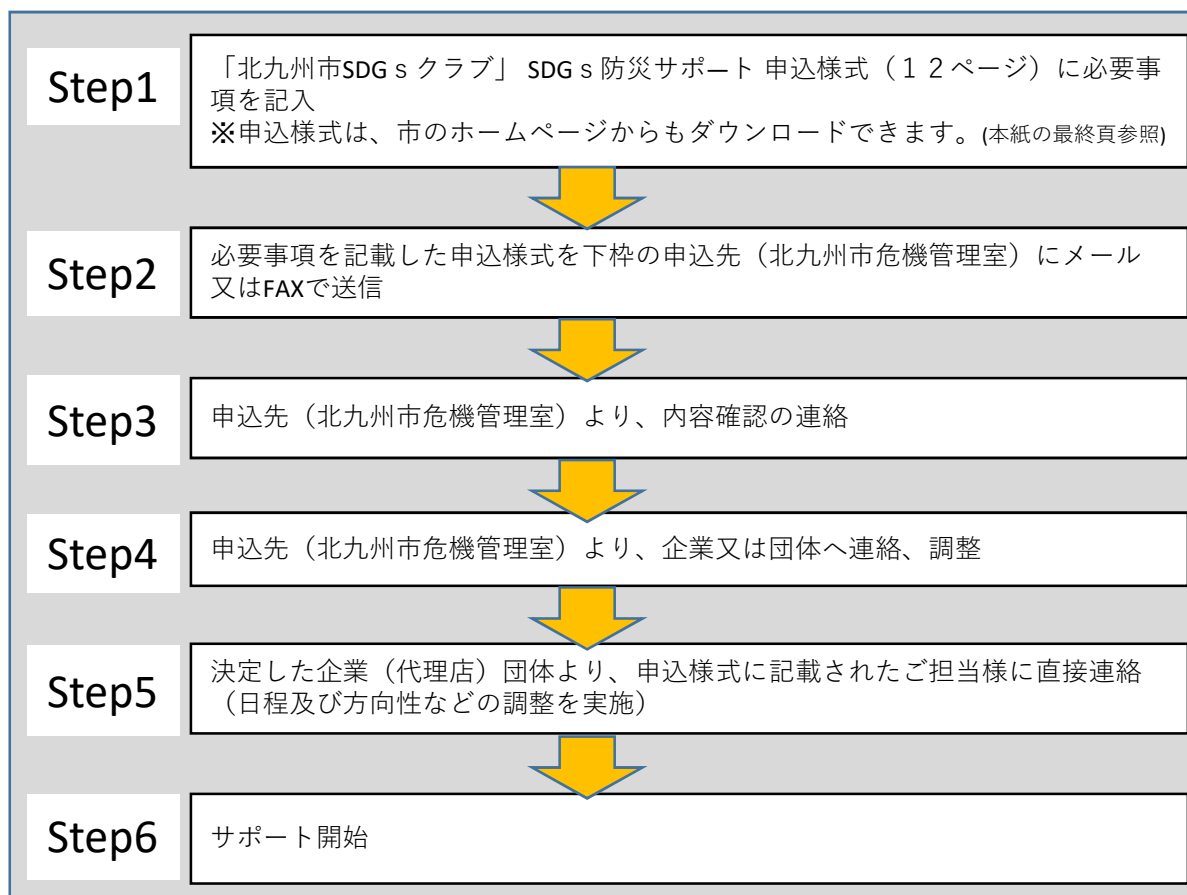 Step1
「北九州市SDGｓクラブ」 SDGｓ防災サポート 申込様式（１２ページ）に必要事
項を記入
※申込様式は、市のホームページからもダウンロードできます。(本紙の最終頁参照)
Step2
必要事項を記載した申込様式を下枠の申込先（北九州市危機管理室）にメール
又はFAXで送信
Step3
申込先（北九州市危機管理室）より、内容確認の連絡
Step4
申込先（北九州市危機管理室）より、企業又は団体へ連絡、調整
Step5
決定した企業（代理店）団体より、申込様式に記載されたご担当様に直接連絡
（日程及び方向性などの調整を実施）
Step6
サポート開始